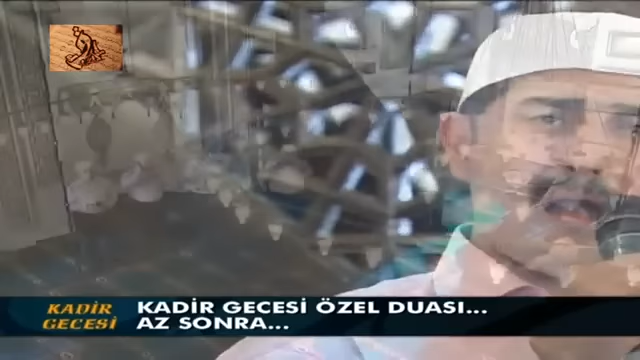 KADİR
GECESİ
KADİR GECESİ ÖZEL DUASI...
AZ SONRA...